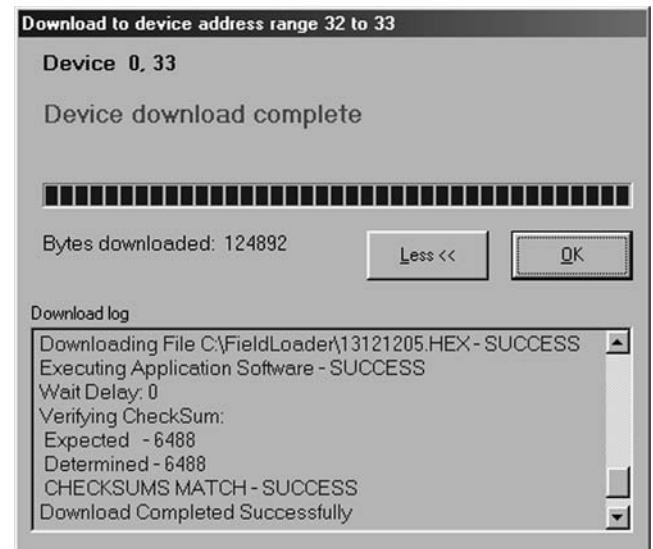 Download to device address range 32 to 33
Device 0, 33
Device download complete
Bytes downloaded: 124892
Less <<
OK
Download log
Downloading File C:\FieldLoader\13121205.HEX - SUCCESS
Executing Application Software - SUCCESS
Wait Delay: 0
Verifying CheckSum:
Expected - 6488
Determined - 6488
CHECKSUMS MATCH - SUCCESS
Download Completed Successfully